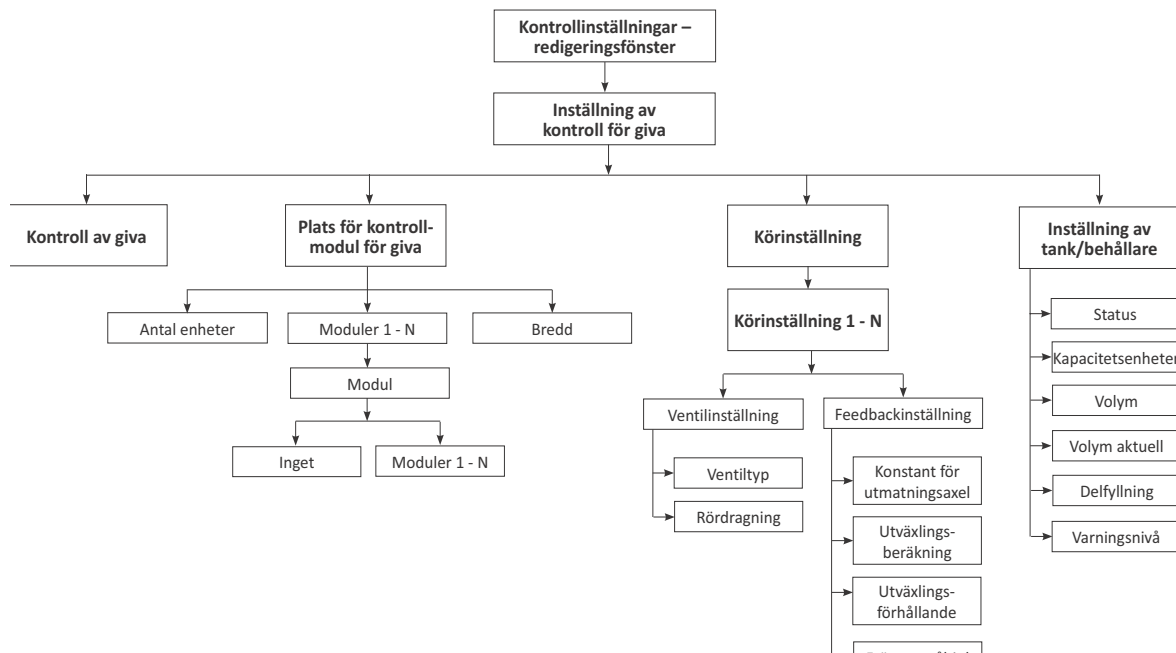 Kontrollinställningar –
redigeringsfönster
Inställning av
kontroll för giva
Kontroll av giva
Plats för kontroll-
modul för giva
Körinställning
Inställning av
tank/behållare
Antal enheter
Moduler 1 - N
Bredd
Modul
Inget
Moduler 1 - N
Körinställning 1 - N
Ventilinställning
Ventiltyp
Rördragning
Feedbackinställning
Konstant för
utmatningsaxel
Utväxlings-
beräkning
Utväxlings-
förhållande
Status
Kapacitetsenheter
Volym
Volym aktuell
Delfyllning
Varningsnivå